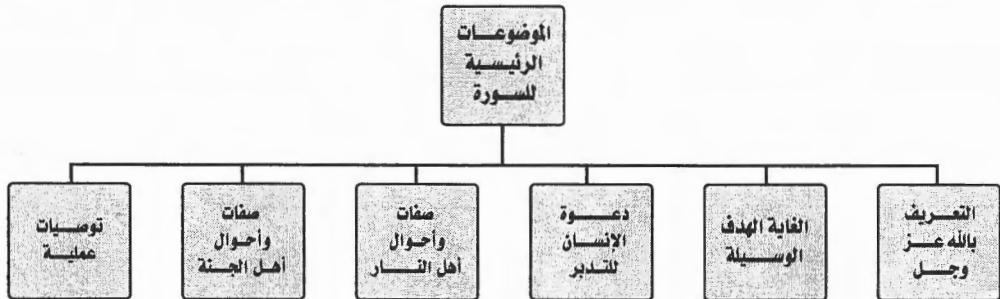 الموضوعات
الرئيسية
للسورة
التعريف
بالله عز
وجل
الغاية الهدف
الوسيلة
دعوة
الإنسان
للتدبر
صفات
وأحوال
أهل النار
صفات
وأحوال
أهل الجنة
توصيات
عملية